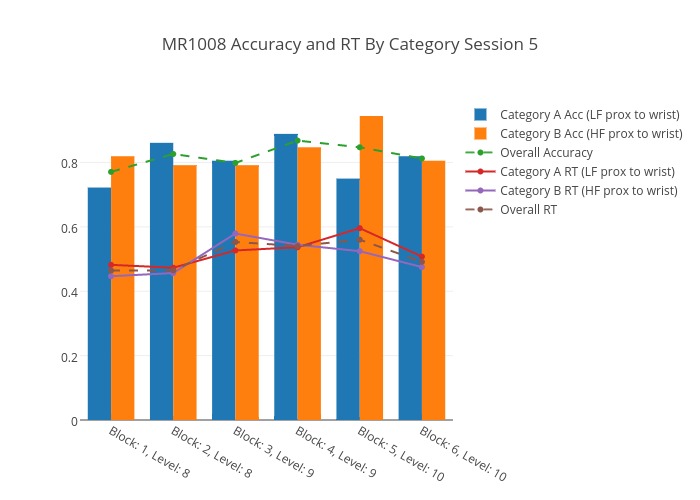 MR1008 Accuracy and RT By Category Session 5
Category A Acc (LF prox to wrist)
Category B Acc (HF prox to wrist)
Overall Accuracy
Category A RT (LF prox to wrist)
Category B RT (HF prox to wrist)
Overall RT
0.8
0.6
0.4
0.2
0
Block: 1, Level: 8
Block: 2, Level: 8
Block: 3, Level: 9
Block: 4, Level: 9
Block: 5, Level: 10
Block: 6, Level: 10